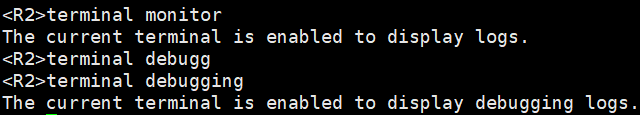 <R2>terminal monitor
The current terminal is enabled to display logs.
<R2>terminal debugg
<R2>terminal debugging
The current terminal is enabled to display debugging logs.